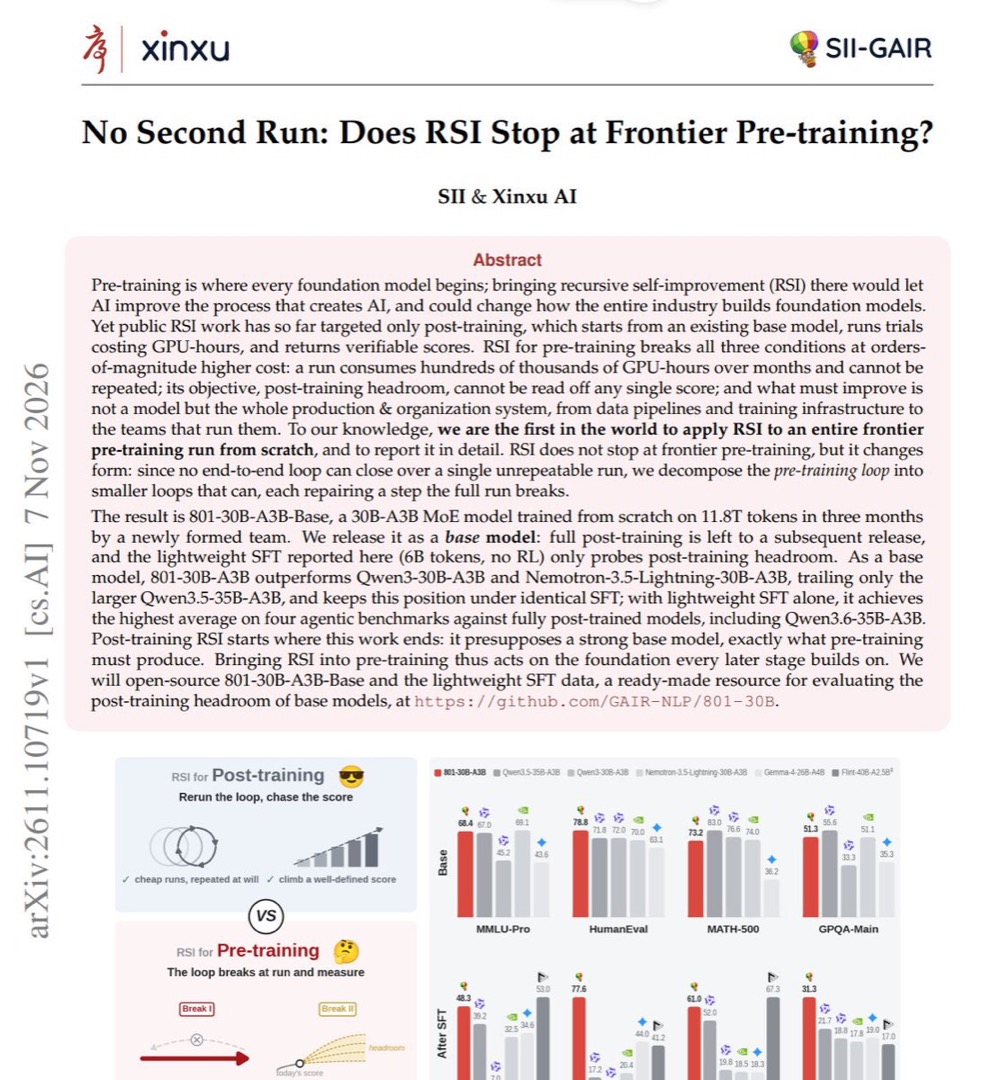 序 xinxu
SII-GAIR
No Second Run: Does RSI Stop at Frontier Pre-training?
SII & Xinxu AI
arXiv:2611.10719v1 [cs.AI] 7 Nov 2026
Abstract
Pre-training is where every foundation model begins; bringing recursive self-improvement (RSI) there would let
AI improve the process that creates AI, and could change how the entire industry builds foundation models.
Yet public RSI work has so far targeted only post-training, which starts from an existing base model, runs trials
costing GPU-hours, and returns verifiable scores. RSI for pre-training breaks all three conditions at orders-
of-magnitude higher cost: a run consumes hundreds of thousands of GPU-hours over months and cannot be
repeated; its objective, post-training headroom, cannot be read off any single score; and what must improve is
not a model but the whole production & organization system, from data pipelines and training infrastructure to
the teams that run them. To our knowledge, we are the first in the world to apply RSI to an entire frontier
pre-training run from scratch, and to report it in detail. RSI does not stop at frontier pre-training, but it changes
form: since no end-to-end loop can close over a single unrepeatable run, we decompose the pre-training loop into
smaller loops that can, each repairing a step the full run breaks.
The result is 801-30B-A3B-Base, a 30B-A3B MoE model trained from scratch on 11.8T tokens in three months
by a newly formed team. We release it as a base model: full post-training is left to a subsequent release,
and the lightweight SFT reported here (6B tokens, no RL) only probes post-training headroom. As a base
model, 801-30B-A3B outperforms Qwen3-30B-A3B and Nemotron-3.5-Lightning-30B-A3B, trailing only the
larger Qwen3.5-35B-A3B, and keeps this position under identical SFT; with lightweight SFT alone, it achieves
the highest average on four agentic benchmarks against fully post-trained models, including Qwen3.6-35B-A3B.
Post-training RSI starts where this work ends: it presupposes a strong base model, exactly what pre-training
must produce. Bringing RSI into pre-training thus acts on the foundation every later stage builds on. We
will open-source 801-30B-A3B-Base and the lightweight SFT data, a ready-made resource for evaluating the
post-training headroom of base models, at https://github.com/GAIR-NLP/801-30B.
RSI for Post-training
Rerun the loop, chase the score
✓ cheap runs, repeated at will ✓ climb a well-defined score
VS
RSI for Pre-training
The loop breaks at run and measure
Break I
Break II
headroom
today's score
801-30B-A3B Qwen3.5-35B-A3B Qwen3-30B-A3B Nemotron-3.5-Lightning-30B-A3B Gemma-4-26B-A4B Flint-40B-A2.5B
Base
68.4 67.0 45.2 69.1 43.6
78.8 71.8 72.0 70.0 63.1
73.2 83.0 76.6 74.0 36.2
51.3 55.6 33.3 51.1 35.3
MMLU-Pro HumanEval MATH-500 GPQA-Main
After SFT
48.3 39.2 7.0 32.5 34.6 53.0
77.6 17.2 20.4 44.0 41.2
61.0 52.0 19.8 18.5 18.3 67.3
31.3 21.7 18.8 17.8 19.0 17.0